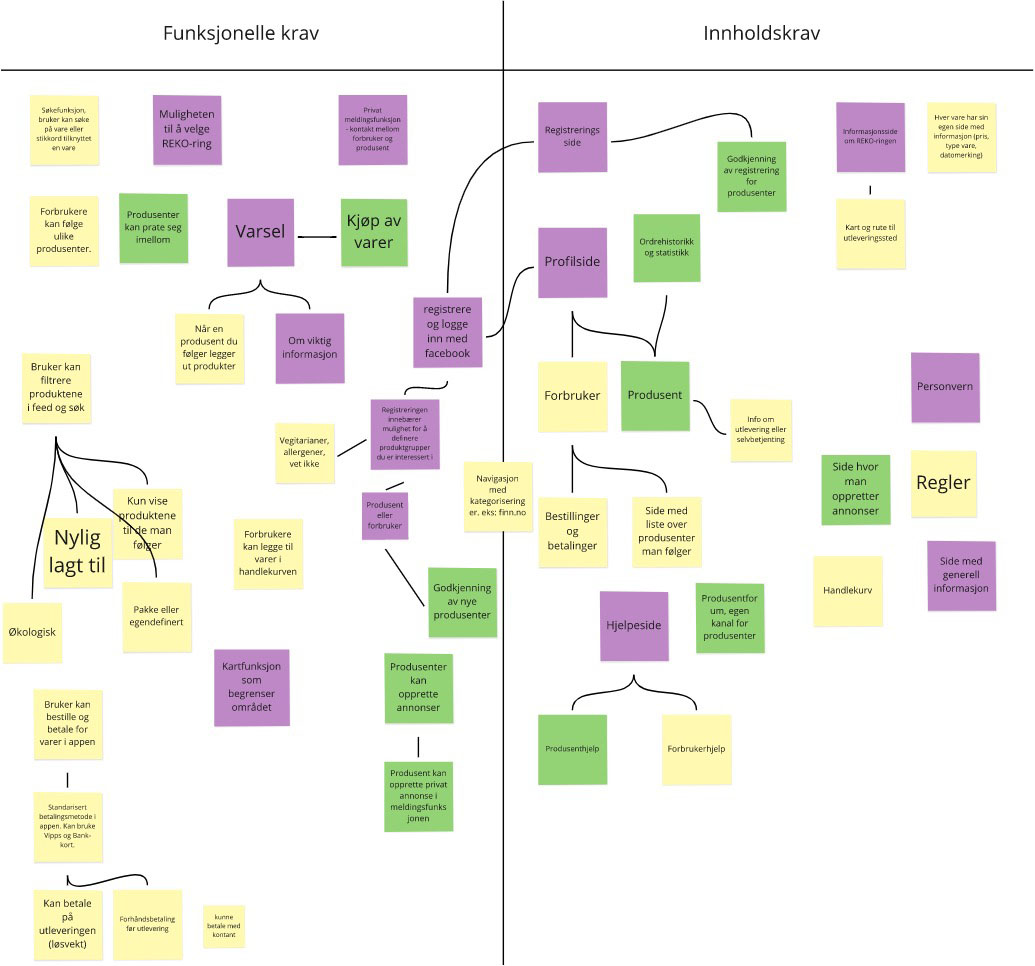 Funksjonelle krav
Søkefunksjon,
bruker kan søke
på vare eller
stikkord tilknyttet
en vare
Muligheten
til å velge
REKO-ring
Privat
meldingsfunksjon
- kontakt mellom
forbruker og
produsent
Forbrukere
kan følge
ulike
produsenter.
Produsenter
kan prate seg
imellom
Varsel
Kjøp av
varer
Når en
produsent du
følger legger
ut produkter
Om viktig
informasjon
registrere
og logge
inn med
facebook
Bruker kan
filtrere
produktene
i feed og søk
Registreringen
innebærer
mulighet for å
definere
produktgrupper
du er interessert i
Vegitarianer,
allergener,
vet ikke
Produsent
eller
forbruker
Navigasjon
med
kategorisering
er. eks: finn.no
Kun vise
produktene
til de man
følger
Nylig
lagt til
Forbrukere
kan legge til
varer i
handlekurven
Økologisk
Pakke eller
egendefinert
Godkjenning
av nye
produsenter
Kartfunksjon
som
begrenser
området
Produsenter
kan
opprette
annonser
Bruker kan
bestille og
betale for
varer i appen
Produsent kan
opprette privat
annonse i
meldingsfunks
jonen
Standarisert
betalingsmetode i
appen. Kan bruke
Vipps og Bank-
kort.
Kan betale
på
utleveringen
(løsvekt)
Forhåndsbetaling
før utlevering
kunne
betale med
kontant
Innholdskrav
Registrerings
side
Godkjenning
av registrering
for
produsenter
Informasjonsside
om REKO-ringen
Hver vare har sin
egen side med
informasjon (pris,
type vare,
datomerking)
Kart og rute til
utleveringssted
Profilside
Ordrehistorikk
og statistikk
Forbruker
Produsent
Info om
utlevering eller
selvbetjenting
Personvern
Side hvor
man
oppretter
annonser
Regler
Bestillinger
og
betalinger
Side med
liste over
produsenter
man følger
Handlekurv
Side med
generell
informasjon
Hjelpeside
Produsentfor
um, egen
kanal for
produsenter
Produsenthjelp
Forbrukerhjelp